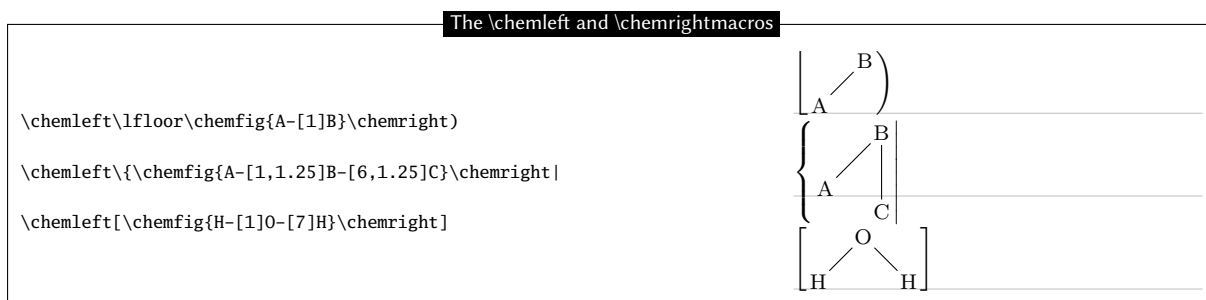 The \chemleft and \chemrightmacros
\chemleft\lfloor\chemfig{A-[1]B}\chemright)
\chemleft\{\chemfig{A-[1,1.25]B-[6,1.25]C}\chemright|
\chemleft[\chemfig{H-[1]O-[7]H}\chemright]
B
A
B
A
C
O
H H